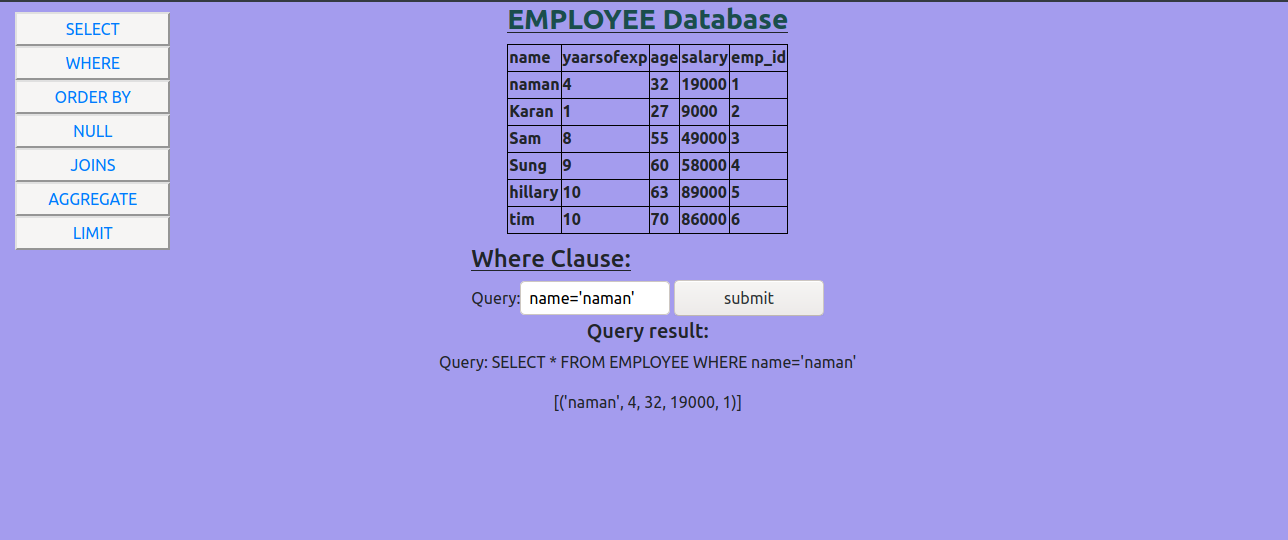 SELECT
WHERE
ORDER BY
NULL
JOINS
AGGREGATE
LIMIT
EMPLOYEE Database
name yaarsofexp age salary emp_id
naman 4 32 19000 1
Karan 1 27 9000 2
Sam 8 55 49000 3
Sung 9 60 58000 4
hillary 10 63 89000 5
tim 10 70 86000 6
Where Clause:
Query: name='naman' submit
Query result:
Query: SELECT * FROM EMPLOYEE WHERE name='naman'
[('naman', 4, 32, 19000, 1)]